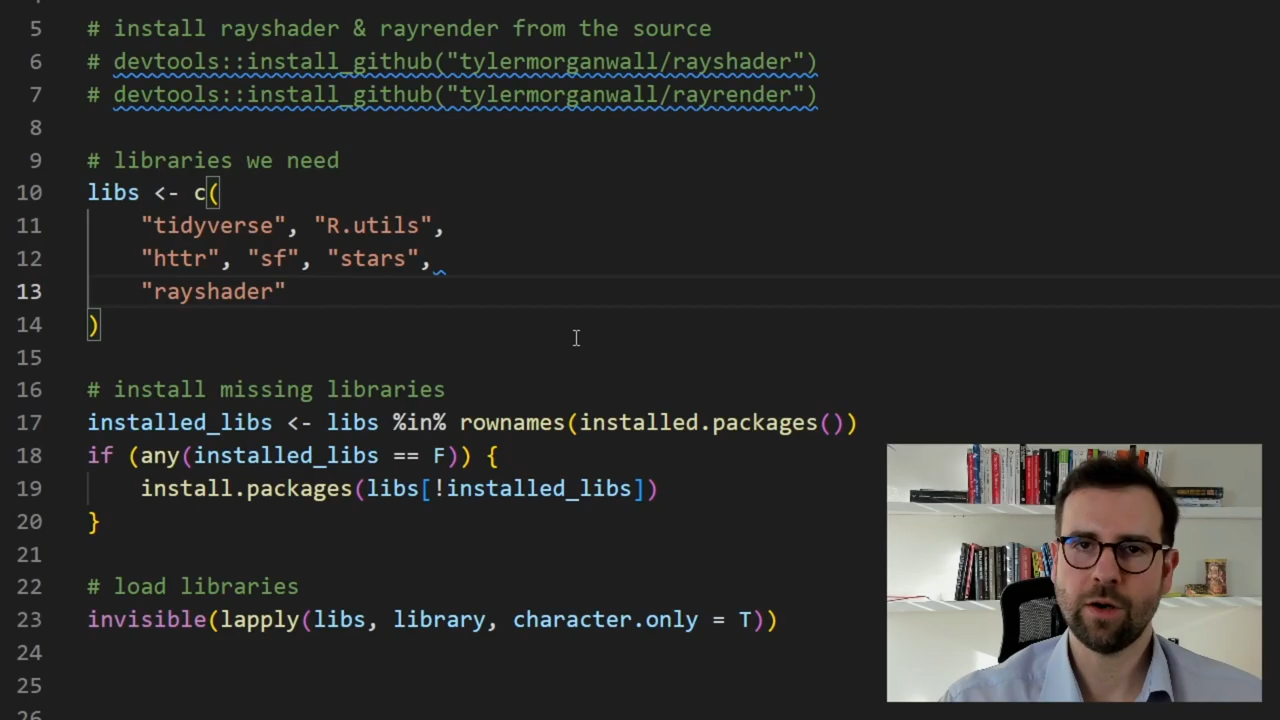 5 # install rayshader & rayrender from the source
6 # devtools::install_github("tylermorganwall/rayshader")
7 # devtools::install_github("tylermorganwall/rayrender")
8
9 # libraries we need
10 libs <- c(
11 "tidyverse", "R.utils",
12 "httr", "sf", "stars",
13 "rayshader"
14 )
15
16 # install missing libraries
17 installed_libs <- libs %in% rownames(installed.packages())
18 if (any(installed_libs == F)) {
19 install.packages(libs[!installed_libs])
20 }
21
22 # load libraries
23 invisible(lapply(libs, library, character.only = T))
24
25
26